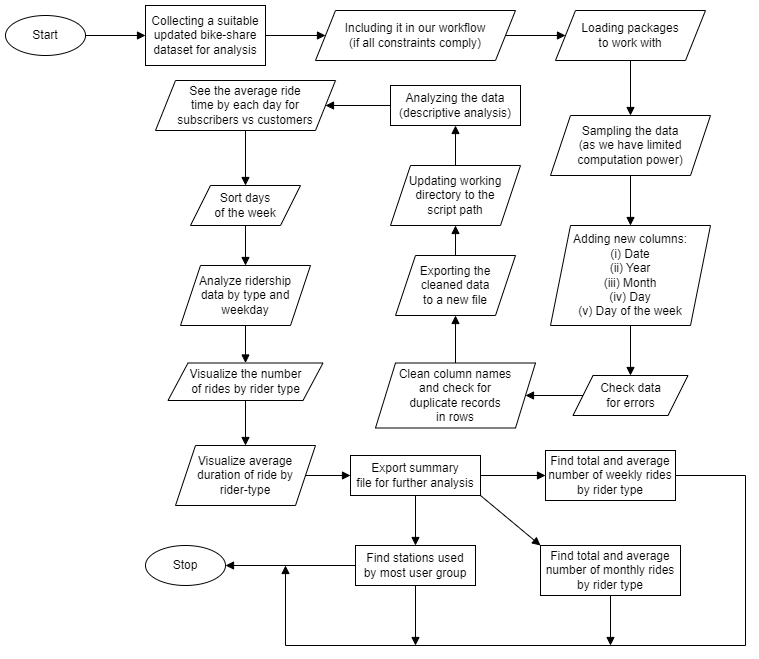 Start
Collecting a suitable
updated bike-share
dataset for analysis
Including it in our workflow
(if all constraints comply)
Loading packages
to work with
Sampling the data
(as we have limited
computation power)
Adding new columns:
(i) Date
(ii) Year
(iii) Month
(iv) Day
(v) Day of the week
Check data
for errors
Clean column names
and check for
duplicate records
in rows
Exporting the
cleaned data
to a new file
Updating working
directory to the
script path
Analyzing the data
(descriptive analysis)
See the average ride
time by each day for
subscribers vs customers
Sort days
of the week
Analyze ridership
data by type and
weekday
Visualize the number
of rides by rider type
Visualize average
duration of ride by
rider-type
Export summary
file for further analysis
Find total and average
number of weekly rides
by rider type
Find stations used
by most user group
Find total and average
number of monthly rides
by rider type
Stop